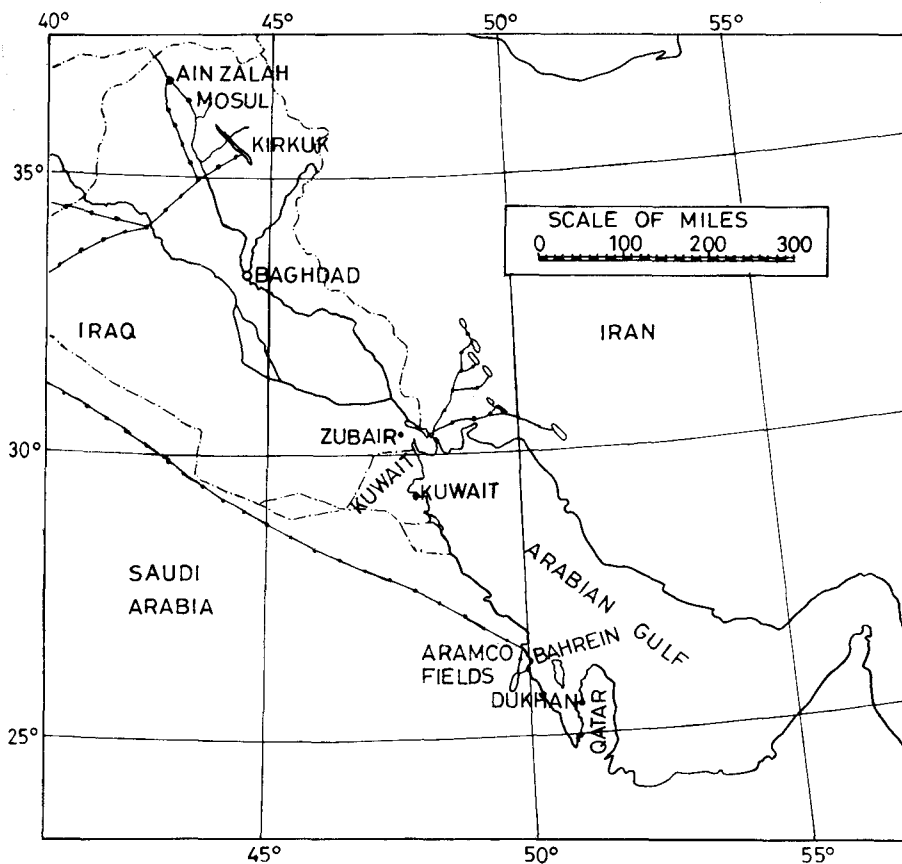 40°
45°
50°
55°
AIN ZALAH
MOSUL
KIRKUK
35°
SCALE OF MILES
0 100 200 300
BAGHDAD
IRAQ
IRAN
ZUBAIR
30°
KUWAIT
KUWAIT
SAUDI
ARABIA
ARABIAN GULF
ARAMCO
FIELDS
BAHREIN
DUKHAN
QATAR
25°
40°
45°
50°
55°